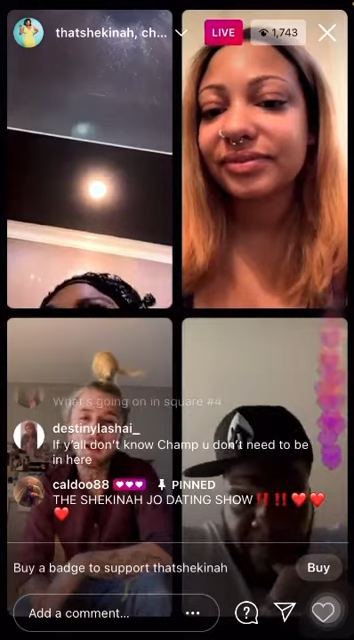 thatshekinah, ch...
LIVE
1,743
What's going on in square #4
destinylashai_
If y'all don't know Champ u don't need to be
in here
caldoo88 💜💜💜 📌 PINNED
THE SHEKINAH JO DATING SHOW‼️‼️❤️❤️
❤️
Buy a badge to support thatshekinah
Buy
Add a comment...